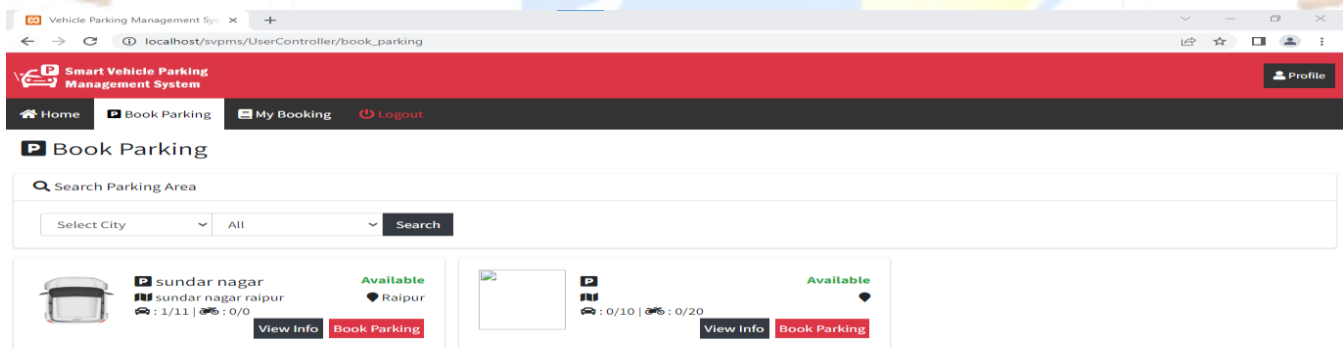 Vehicle Parking Management Sys
localhost/svpms/UserController/book_parking
P Smart Vehicle Parking
Management System
Profile
Home
P Book Parking
My Booking
Logout
P Book Parking
Search Parking Area
Select City
All
Search
P sundar nagar
Available
sundar nagar raipur
Raipur
: 1/11 | : 0/0
View Info
Book Parking
P
Available
: 0/10 | : 0/20
View Info
Book Parking